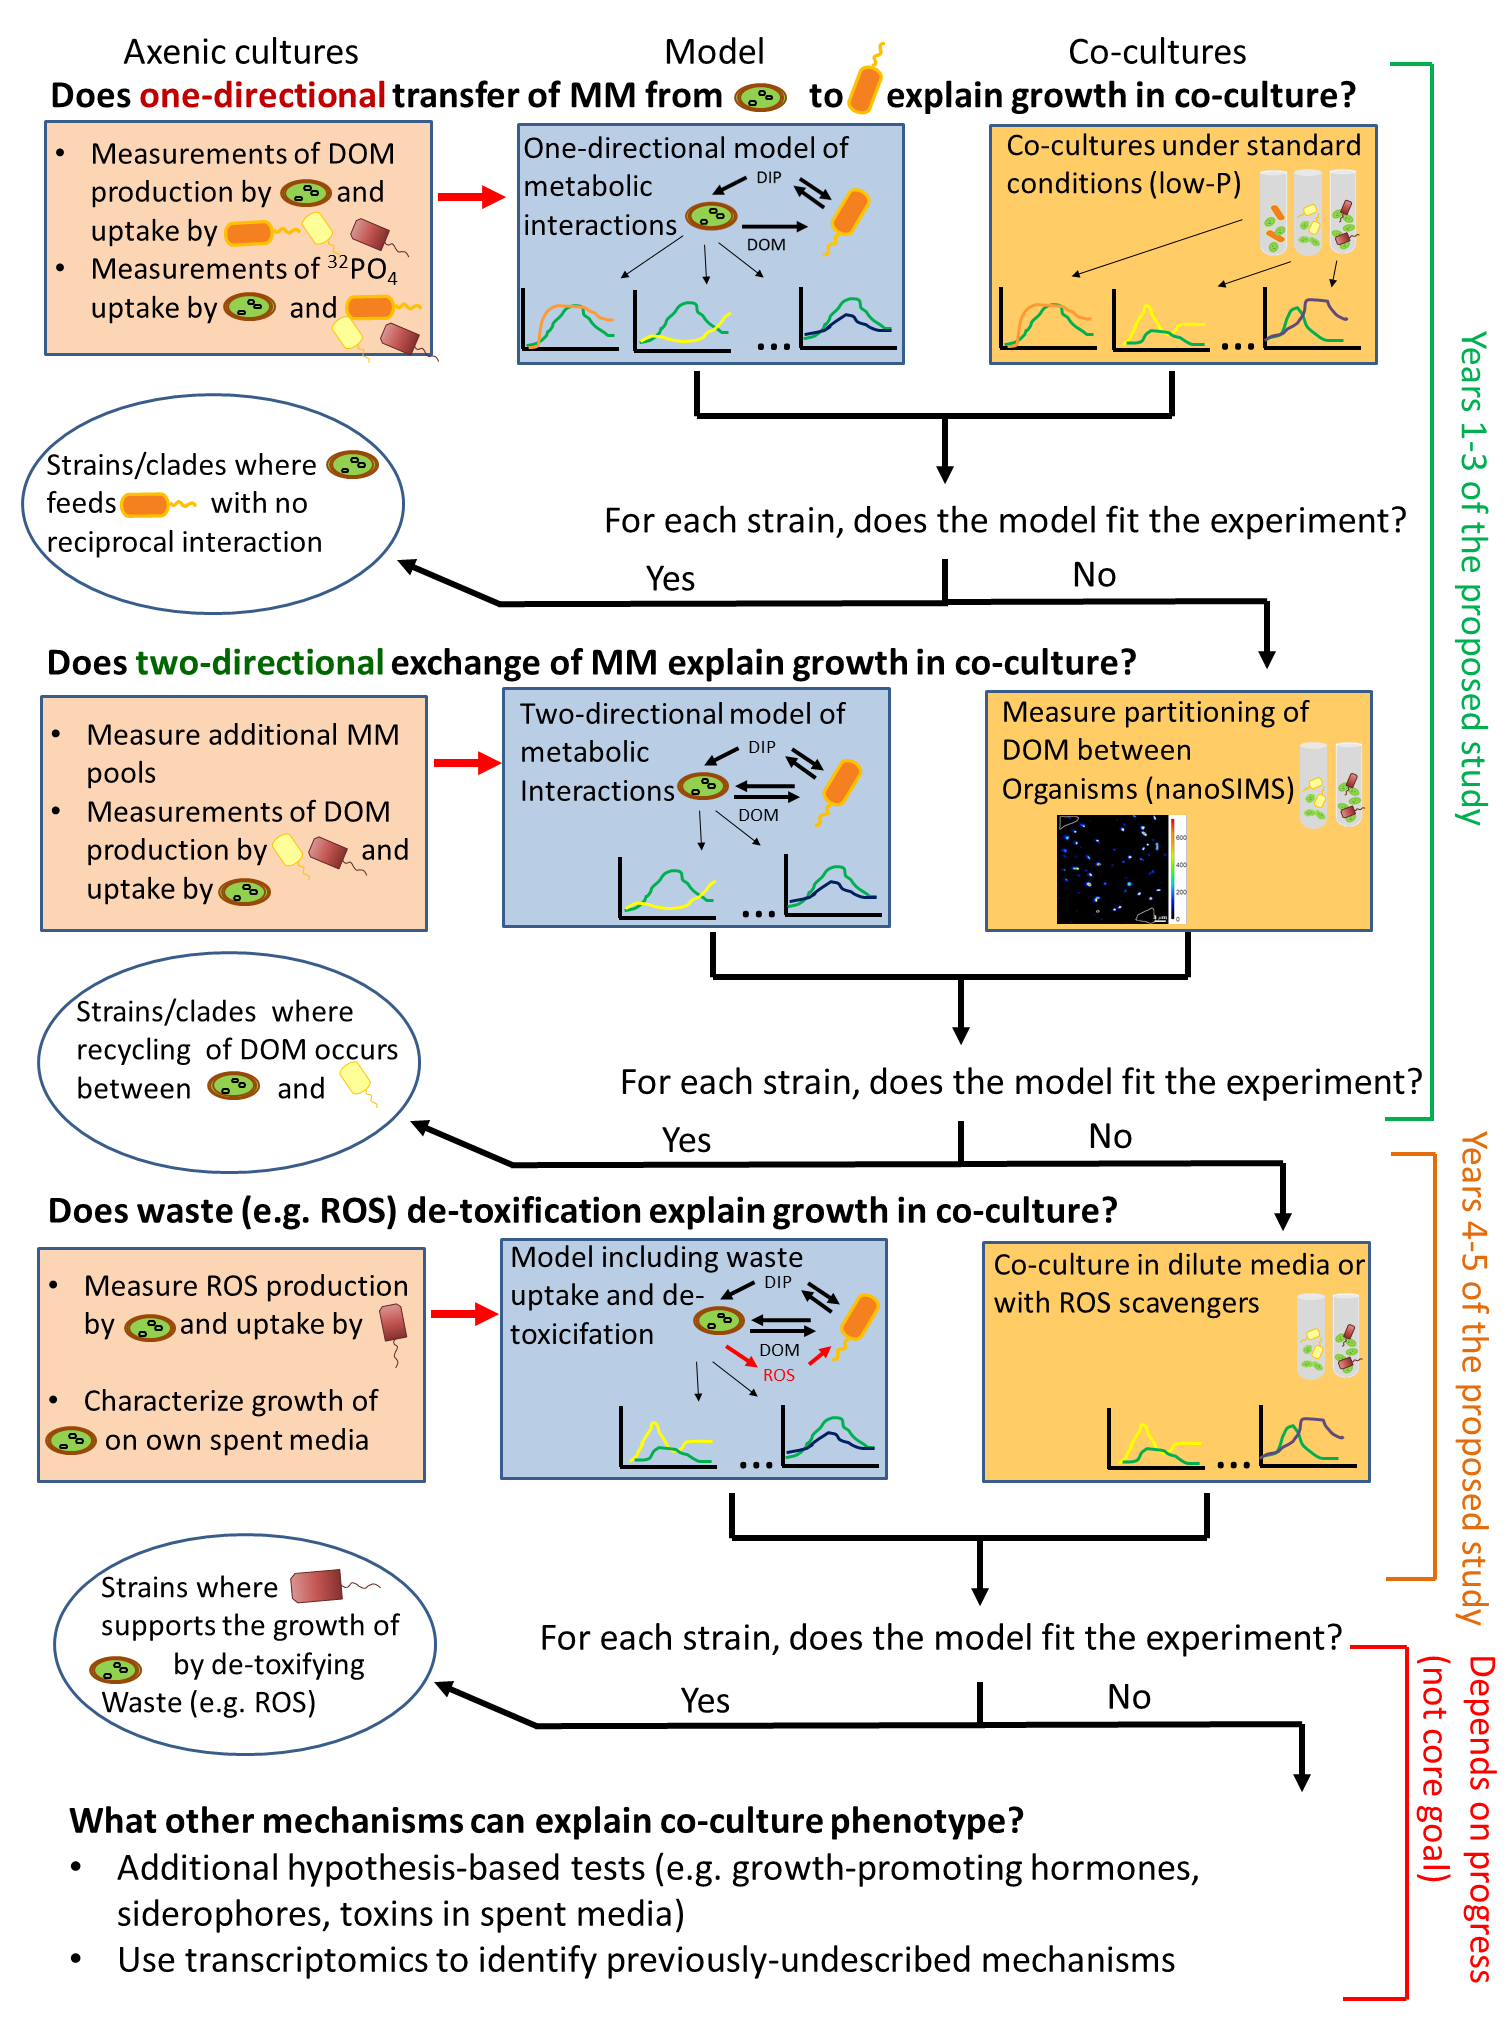 Axenic cultures
Model
Co-cultures
Does one-directional transfer of MM from to explain growth in co-culture?
• Measurements of DOM
production by and
uptake by
• Measurements of ³²PO₄
uptake by and
One-directional model of
metabolic
interactions
DIP
DOM
Co-cultures under standard
conditions (low-P)
Strains/clades where
feeds with no
reciprocal interaction
For each strain, does the model fit the experiment?
Yes
No
Years 1-3 of the proposed study
Does two-directional exchange of MM explain growth in co-culture?
• Measure additional MM
pools
• Measurements of DOM
production by and
uptake by
Two-directional model of
metabolic
Interactions
DIP
DOM
Measure partitioning of
DOM between
Organisms (nanoSIMS)
600
400
200
0
Strains/clades where
recycling of DOM occurs
between and
For each strain, does the model fit the experiment?
Yes
No
Years 4-5 of the proposed study
Does waste (e.g. ROS) de-toxification explain growth in co-culture?
• Measure ROS production
by and uptake by
• Characterize growth of
on own spent media
Model including waste
uptake and de-
toxicifation
DIP
DOM
ROS
Co-culture in dilute media or
with ROS scavengers
Strains where
supports the growth of
by de-toxifying
Waste (e.g. ROS)
For each strain, does the model fit the experiment?
Yes
No
Depends on progress
(not core goal)
What other mechanisms can explain co-culture phenotype?
• Additional hypothesis-based tests (e.g. growth-promoting hormones,
siderophores, toxins in spent media)
• Use transcriptomics to identify previously-undescribed mechanisms